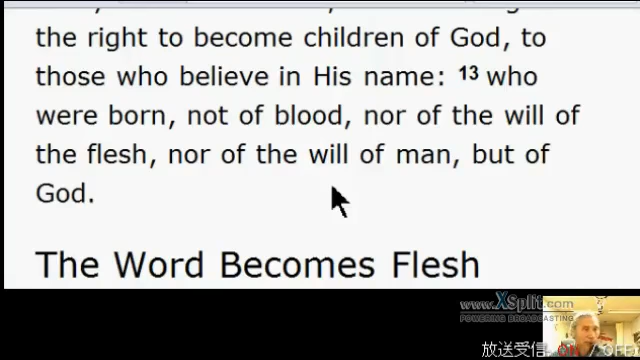 the right to become children of God, to
those who believe in His name: 13 who
were born, not of blood, nor of the will of
the flesh, nor of the will of man, but of
God.
The Word Becomes Flesh
www.XSplit.com
POWERING BROADCASTING
放送受信 ON / OFF